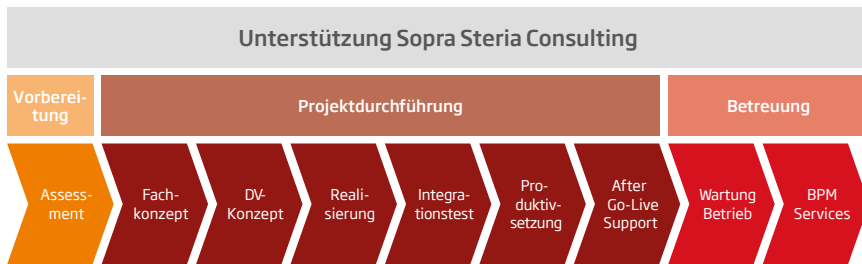 Unterstützung Sopra Steria Consulting
Vorberei-
tung
Projektdurchführung
Betreuung
Assess-
ment
Fach-
konzept
DV-
Konzept
Reali-
sierung
Integra-
tionstest
Pro-
duktiv-
setzung
After
Go-Live
Support
Wartung
Betrieb
BPM
Services